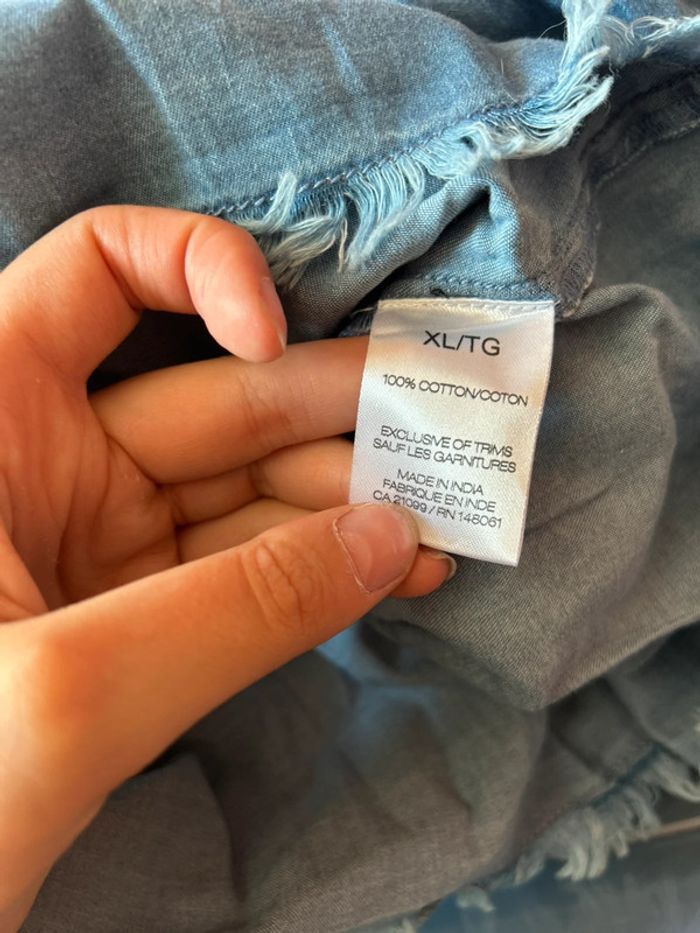 XL/TG
100% COTTON/COTON
EXCLUSIVE OF TRIMS
SAUF LES GARNITURES
MADE IN INDIA
FABRIQUE EN INDE
CA 21099 / RN 148061